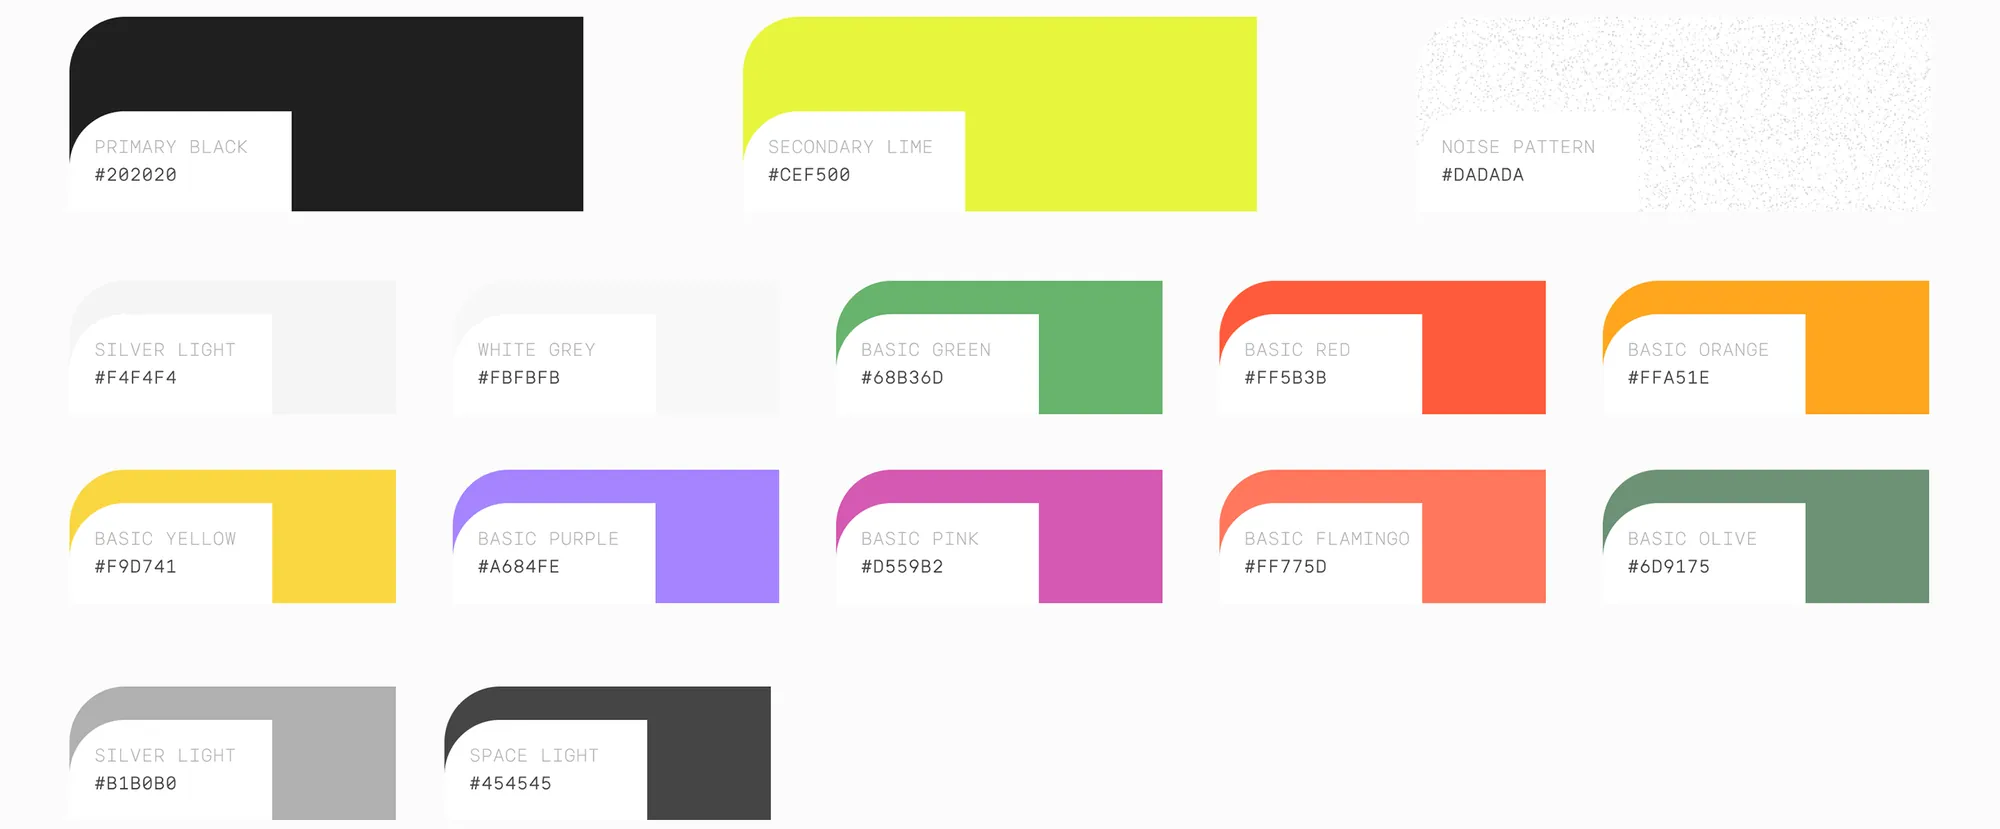 PRIMARY BLACK
#202020
SECONDARY LIME
#CEF500
NOISE PATTERN
#DADADA
SILVER LIGHT
#F4F4F4
WHITE GREY
#FBFBFB
BASIC GREEN
#68B36D
BASIC RED
#FF5B3B
BASIC ORANGE
#FFA51E
BASIC YELLOW
#F9D741
BASIC PURPLE
#A684FE
BASIC PINK
#D559B2
BASIC FLAMINGO
#FF775D
BASIC OLIVE
#6D9175
SILVER LIGHT
#B1B0B0
SPACE LIGHT
#454545